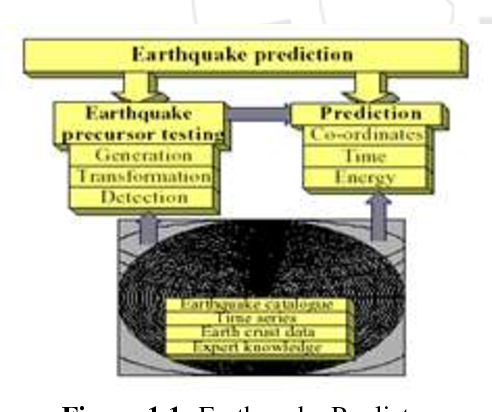 Earthquake prediction
Earthquake
precursor testing
Generation
Transformation
Detection
Prediction
Co-ordinates
Time
Energy
Earthquake catalogue
Time series
Earth crust data
Expert knowledge